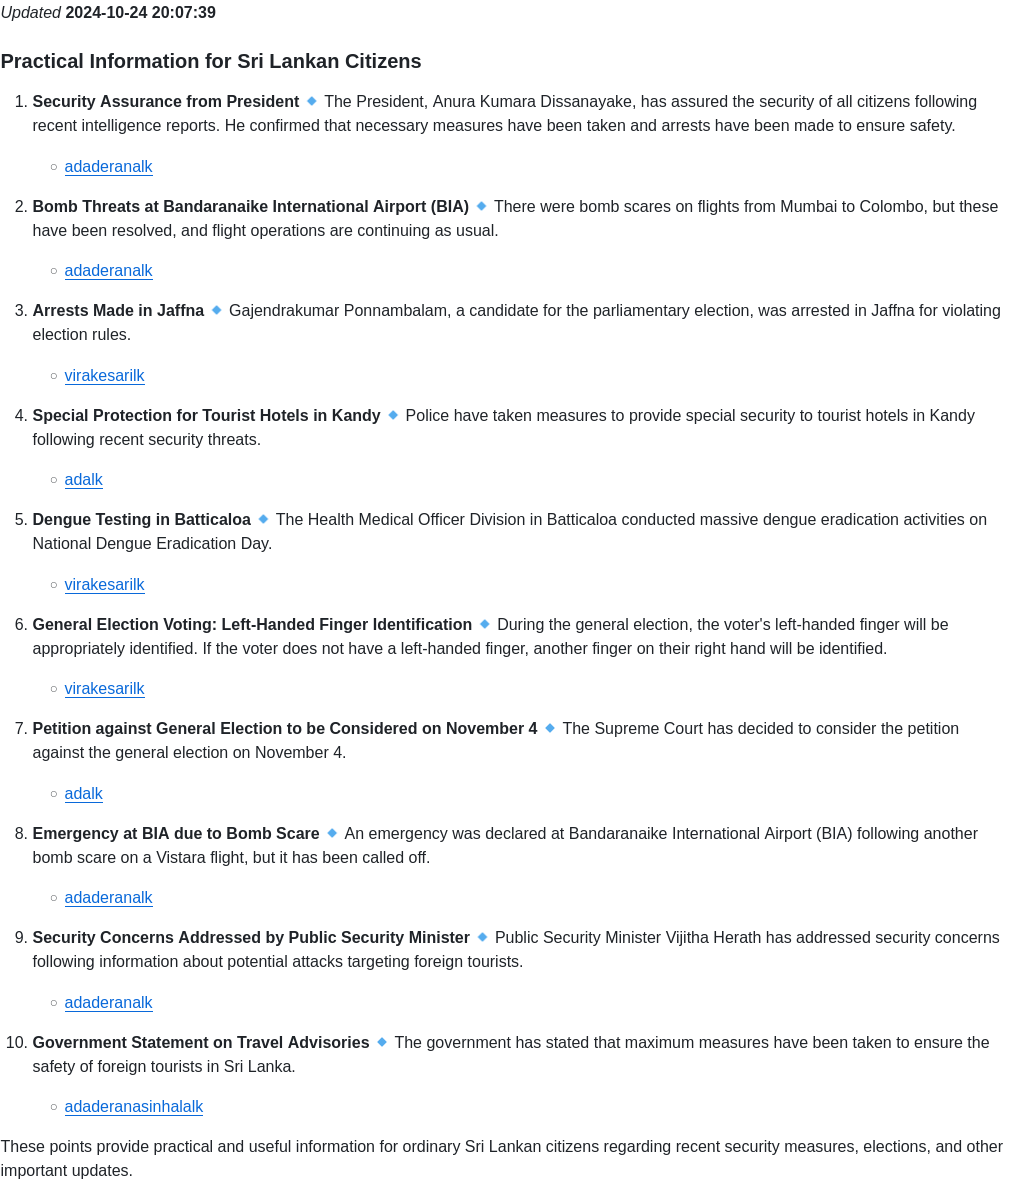 Updated 2024-10-24 20:07:39
Practical Information for Sri Lankan Citizens
1. Security Assurance from President 🔹 The President, Anura Kumara Dissanayake, has assured the security of all citizens following
recent intelligence reports. He confirmed that necessary measures have been taken and arrests have been made to ensure safety.
○ adaderanalk
2. Bomb Threats at Bandaranaike International Airport (BIA) 🔹 There were bomb scares on flights from Mumbai to Colombo, but these
have been resolved, and flight operations are continuing as usual.
○ adaderanalk
3. Arrests Made in Jaffna 🔹 Gajendrakumar Ponnambalam, a candidate for the parliamentary election, was arrested in Jaffna for violating
election rules.
○ virakesarilk
4. Special Protection for Tourist Hotels in Kandy 🔹 Police have taken measures to provide special security to tourist hotels in Kandy
following recent security threats.
○ adalk
5. Dengue Testing in Batticaloa 🔹 The Health Medical Officer Division in Batticaloa conducted massive dengue eradication activities on
National Dengue Eradication Day.
○ virakesarilk
6. General Election Voting: Left-Handed Finger Identification 🔹 During the general election, the voter's left-handed finger will be
appropriately identified. If the voter does not have a left-handed finger, another finger on their right hand will be identified.
○ virakesarilk
7. Petition against General Election to be Considered on November 4 🔹 The Supreme Court has decided to consider the petition
against the general election on November 4.
○ adalk
8. Emergency at BIA due to Bomb Scare 🔹 An emergency was declared at Bandaranaike International Airport (BIA) following another
bomb scare on a Vistara flight, but it has been called off.
○ adaderanalk
9. Security Concerns Addressed by Public Security Minister 🔹 Public Security Minister Vijitha Herath has addressed security concerns
following information about potential attacks targeting foreign tourists.
○ adaderanalk
10. Government Statement on Travel Advisories 🔹 The government has stated that maximum measures have been taken to ensure the
safety of foreign tourists in Sri Lanka.
○ adaderanasinhalalk
These points provide practical and useful information for ordinary Sri Lankan citizens regarding recent security measures, elections, and other
important updates.